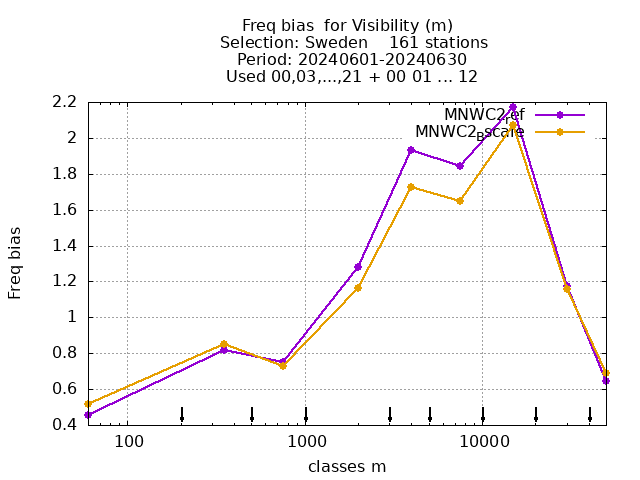 Freq bias  for Visibility (m)
Selection: Sweden    161 stations
Period: 20240601-20240630
Used 00,03,...,21 + 00 01 ... 12
MNWC2ref
MNWC2Bscale
2.2
2
1.8
1.6
1.4
1.2
1
0.8
0.6
0.4
Freq bias
100
1000
10000
classes m